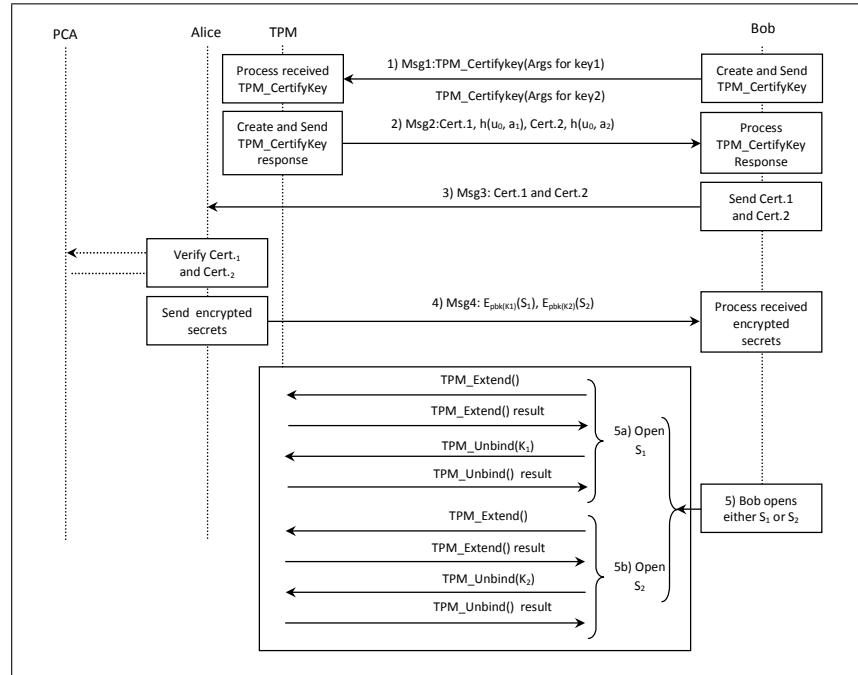 PCA
Alice
TPM
Bob
Process received
TPM_CertifyKey
1) Msg1:TPM_Certifykey(Args for key1)
TPM_Certifykey(Args for key2)
Create and Send
TPM_CertifyKey
Create and Send
TPM_CertifyKey
response
2) Msg2:Cert.1, h(u₀, a₁), Cert.2, h(u₀, a₂)
Process
TPM_CertifyKey
Response
3) Msg3: Cert.1 and Cert.2
Send Cert.1
and Cert.2
Verify Cert.₁
and Cert.₂
Send encrypted
secrets
4) Msg4: E_pbk(K1)(S₁), E_pbk(K2)(S₂)
Process received
encrypted
secrets
TPM_Extend()
TPM_Extend() result
TPM_Unbind(K₁)
TPM_Unbind() result
5a) Open
S₁
TPM_Extend()
TPM_Extend() result
TPM_Unbind(K₂)
TPM_Unbind() result
5b) Open
S₂
5) Bob opens
either S₁ or S₂